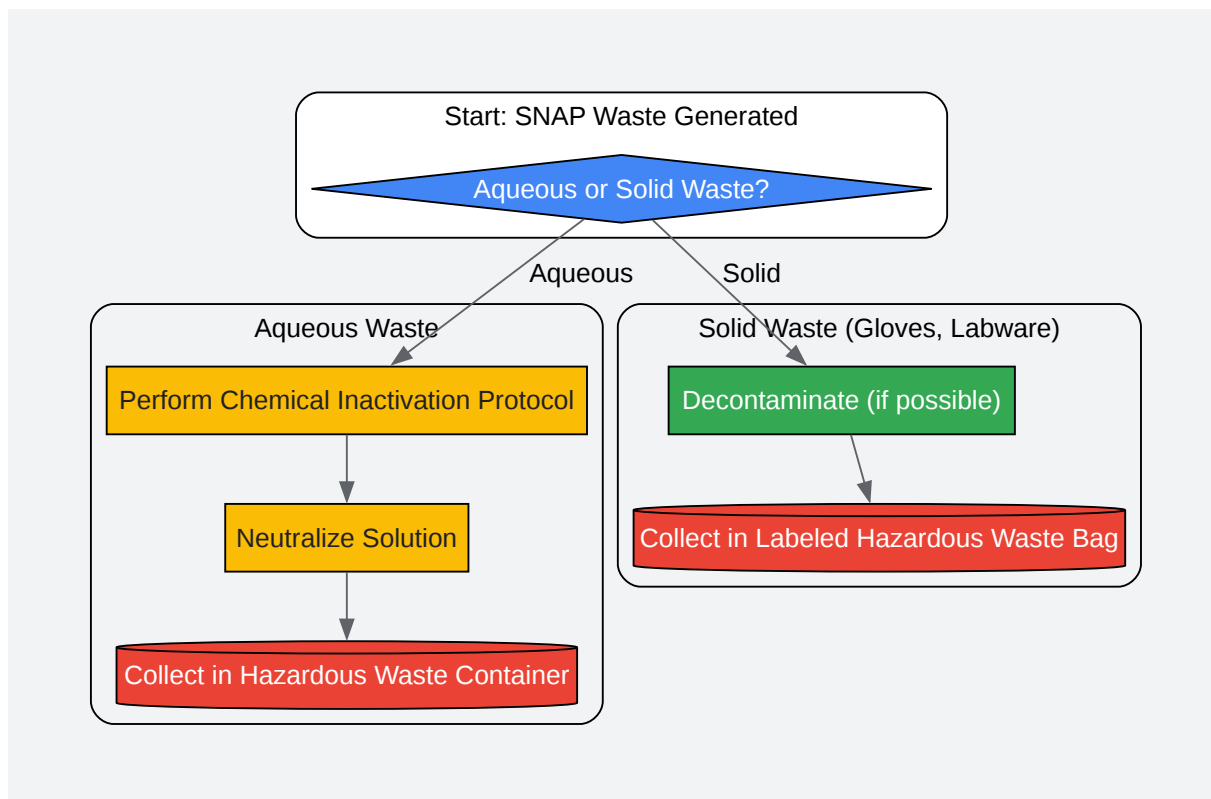 Start: SNAP Waste Generated
Aqueous or Solid Waste?
Aqueous
Solid
Aqueous Waste
Perform Chemical Inactivation Protocol
Neutralize Solution
Collect in Hazardous Waste Container
Solid Waste (Gloves, Labware)
Decontaminate (if possible)
Collect in Labeled Hazardous Waste Bag